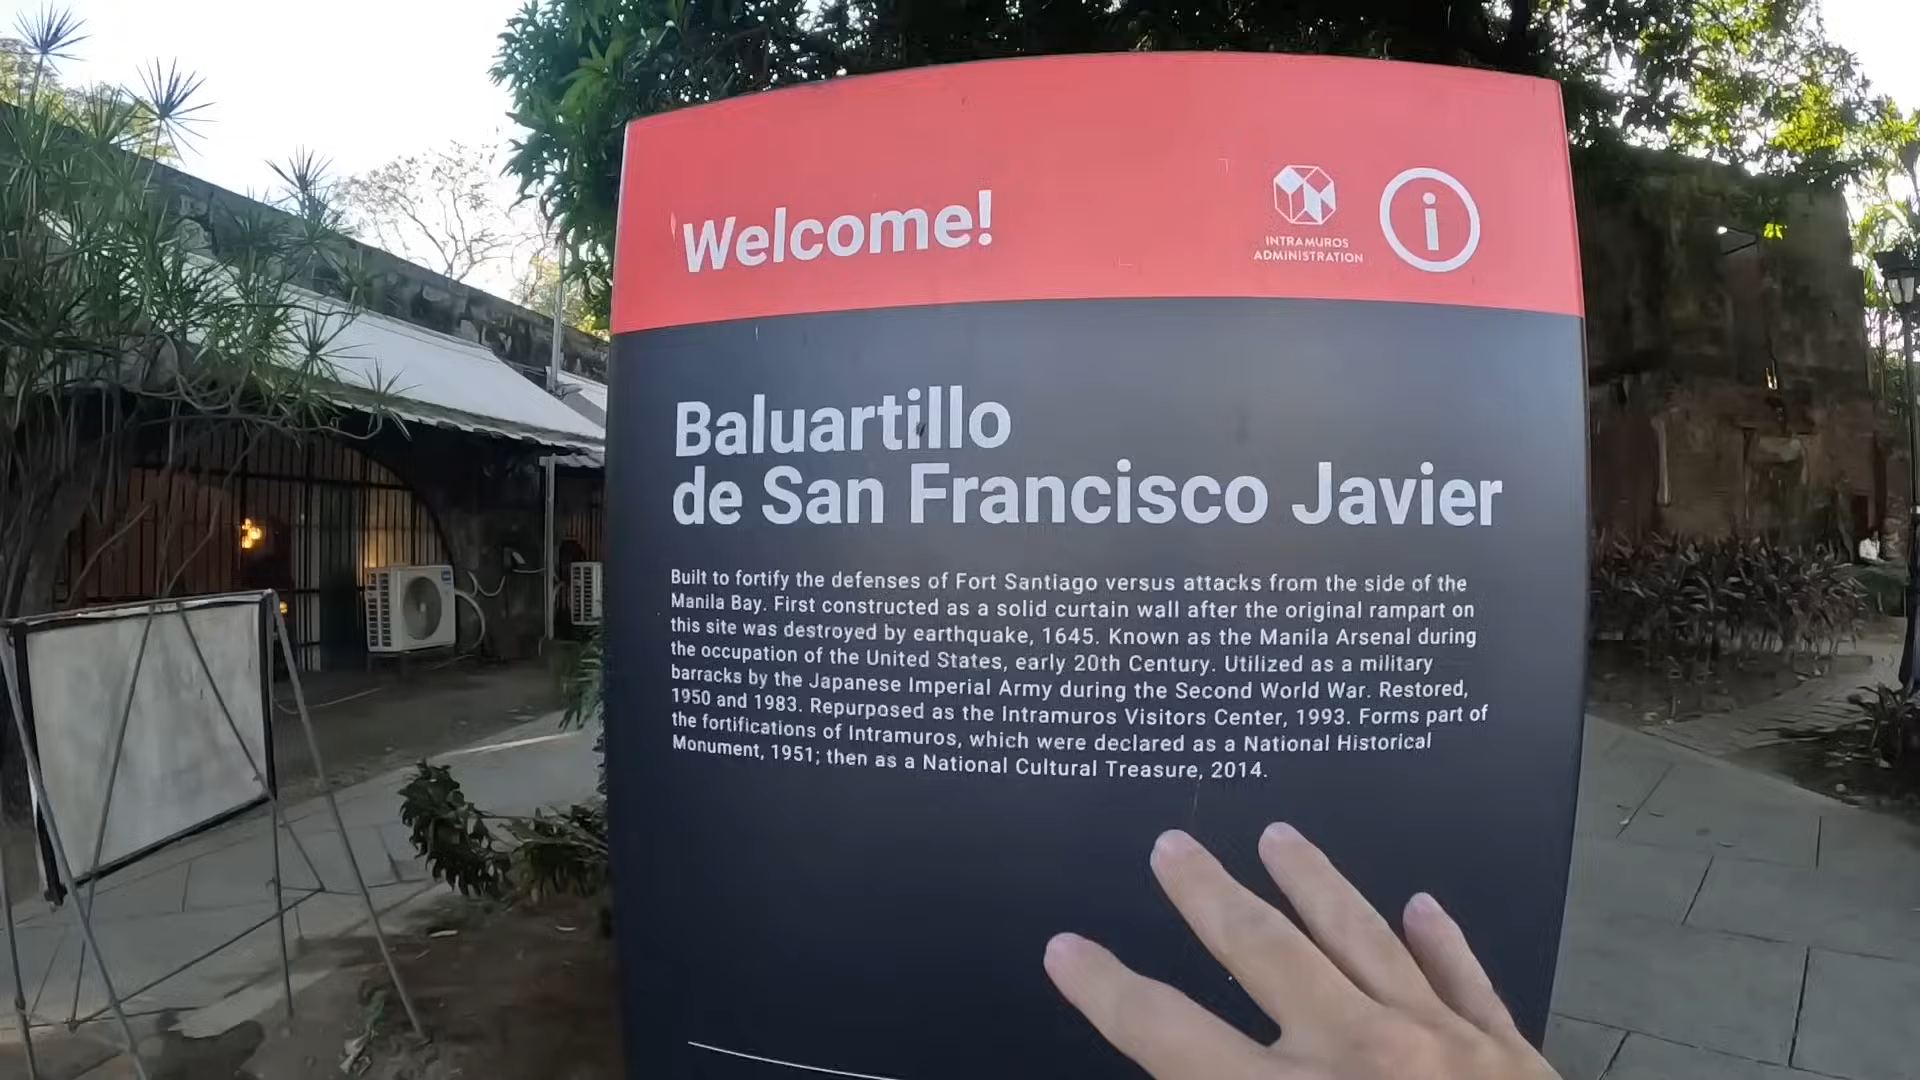 Welcome!
INTRAMUROS
ADMINISTRATION
i
Baluartillo
de San Francisco Javier
Built to fortify the defenses of Fort Santiago versus attacks from the side of the
Manila Bay. First constructed as a solid curtain wall after the original rampart on
this site was destroyed by earthquake, 1645. Known as the Manila Arsenal during
the occupation of the United States, early 20th Century. Utilized as a military
barracks by the Japanese Imperial Army during the Second World War. Restored,
1950 and 1983. Repurposed as the Intramuros Visitors Center, 1993. Forms part of
the fortifications of Intramuros, which were declared as a National Historical
Monument, 1951; then as a National Cultural Treasure, 2014.